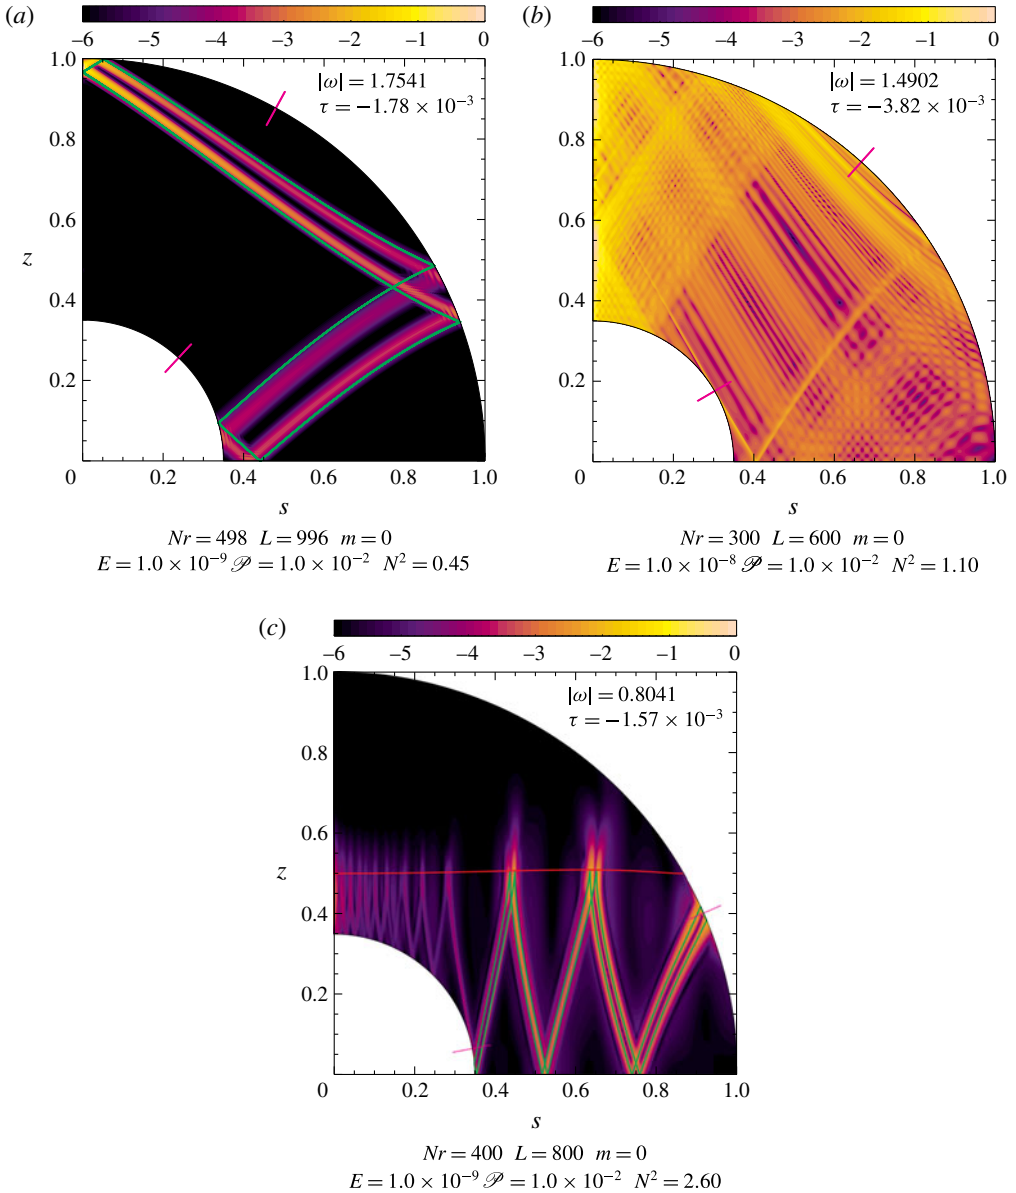 (a)
−6 −5 −4 −3 −2 −1 0
1.0
|ω| = 1.7541
τ = −1.78 × 10⁻³
0.8
0.6
z
0.4
0.2
0 0.2 0.4 0.6 0.8 1.0
s
Nr = 498 L = 996 m = 0
E = 1.0 × 10⁻⁹ 𝒫 = 1.0 × 10⁻² N² = 0.45
(b)
−6 −5 −4 −3 −2 −1 0
1.0
|ω| = 1.4902
τ = −3.82 × 10⁻³
0.8
0.6
0.4
0.2
0 0.2 0.4 0.6 0.8 1.0
s
Nr = 300 L = 600 m = 0
E = 1.0 × 10⁻⁸ 𝒫 = 1.0 × 10⁻² N² = 1.10
(c)
−6 −5 −4 −3 −2 −1 0
1.0
|ω| = 0.8041
τ = −1.57 × 10⁻³
0.8
0.6
z
0.4
0.2
0 0.2 0.4 0.6 0.8 1.0
s
Nr = 400 L = 800 m = 0
E = 1.0 × 10⁻⁹ 𝒫 = 1.0 × 10⁻² N² = 2.60